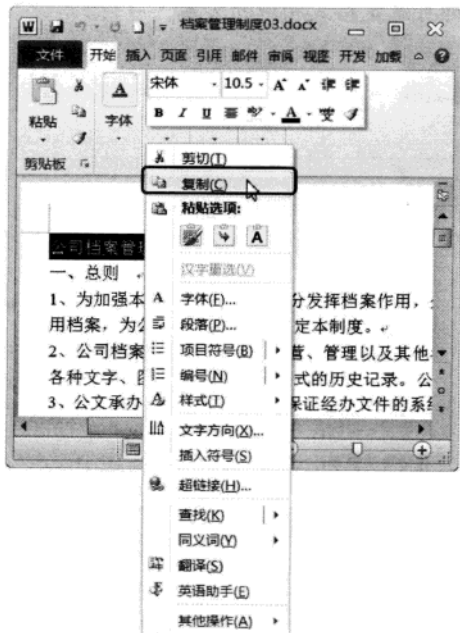 W 档案管理制度03.docx
文件 开始 插入 页面 引用 邮件 审阅 视图 开发 加载
宋体 10.5 A A
粘贴 字体
B I U A 变
剪贴板
剪切(T)
复制(C)
粘贴选项:
A
汉字重选(V)
公司档案管
一、总则
1、为加强本 分发挥档案作用,
用档案,为 定本制度。
2、公司档案 营、管理以及其他
各种文字、图 式的历史记录。公
3、公文承办 保证经办文件的系
A 字体(F)...
段落(P)...
项目符号(B)
编号(N)
样式(I)
文字方向(X)...
插入符号(S)
超链接(H)...
查找(K)
同义词(Y)
翻译(S)
英语助手(E)
其他操作(A)